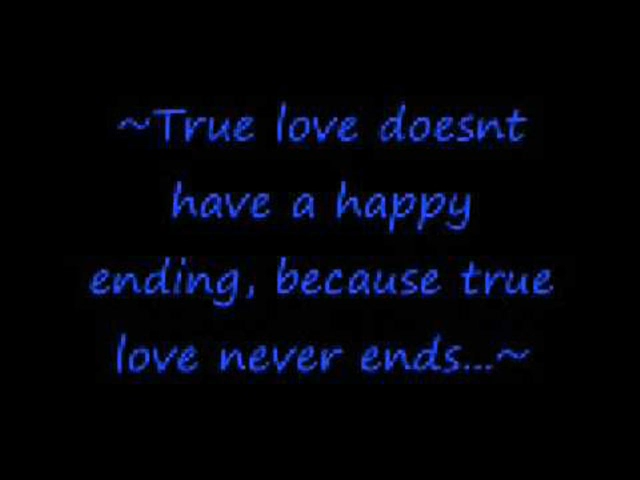 ~True love doesnt
have a happy
ending, because true
love never ends...~